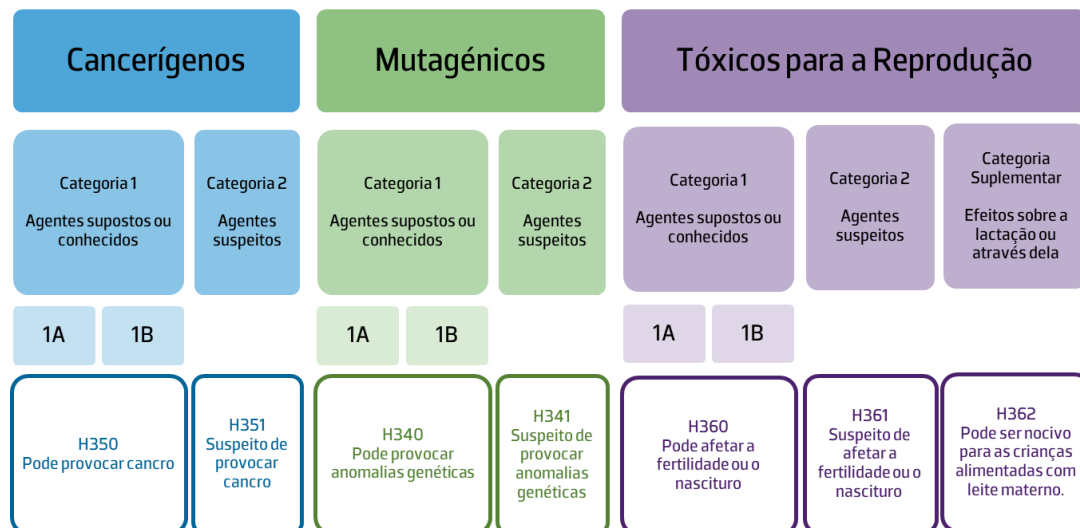 Cancerígenos
Mutagénicos
Tóxicos para a Reprodução
Categoria 1
Agentes supostos ou
conhecidos
Categoria 2
Agentes
suspeitos
Categoria 1
Agentes supostos ou
conhecidos
Categoria 2
Agentes
suspeitos
Categoria 1
Agentes supostos ou
conhecidos
Categoria 2
Agentes
suspeitos
Categoria
Suplementar
Efeitos sobre a
lactação ou
através dela
1A
1B
1A
1B
1A
1B
H350
Pode provocar cancro
H351
Suspeito de
provocar
cancro
H340
Pode provocar
anomalias genéticas
H341
Suspeito de
provocar
anomalias
genéticas
H360
Pode afetar a
fertilidade ou o
nascituro
H361
Suspeito de
afetar a
fertilidade ou o
nascituro
H362
Pode ser nocivo
para as crianças
alimentadas com
leite materno.